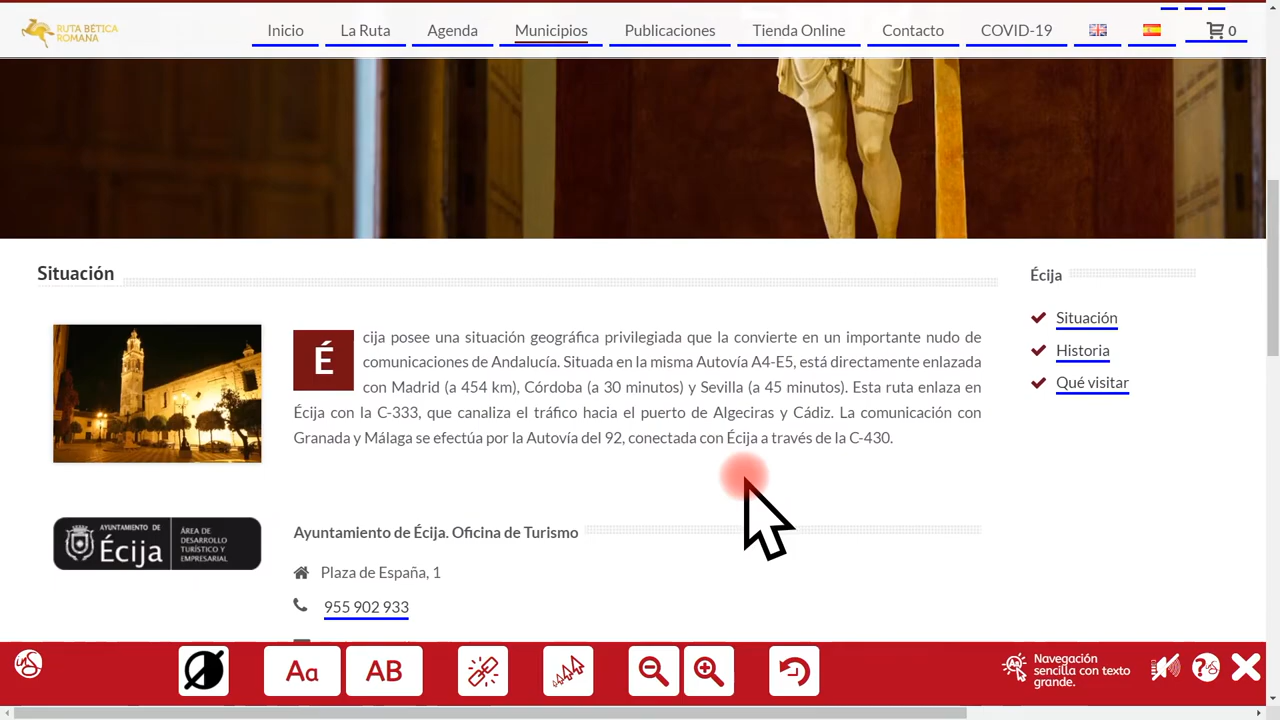 RUTA BÉTICA
ROMANA
Inicio
La Ruta
Agenda
Municipios
Publicaciones
Tienda Online
Contacto
COVID-19
0
Situación
Écija posee una situación geográfica privilegiada que la convierte en un importante nudo de
comunicaciones de Andalucía. Situada en la misma Autovía A4-E5, está directamente enlazada
con Madrid (a 454 km), Córdoba (a 30 minutos) y Sevilla (a 45 minutos). Esta ruta enlaza en
Écija con la C-333, que canaliza el tráfico hacia el puerto de Algeciras y Cádiz. La comunicación con
Granada y Málaga se efectúa por la Autovía del 92, conectada con Écija a través de la C-430.
Écija
Situación
Historia
Qué visitar
AYUNTAMIENTO DE
Écija
ÁREA DE
DESARROLLO
TURÍSTICO Y
EMPRESARIAL
Ayuntamiento de Écija. Oficina de Turismo
Plaza de España, 1
955 902 933
Aa
AB
Navegación
sencilla con texto
grande.